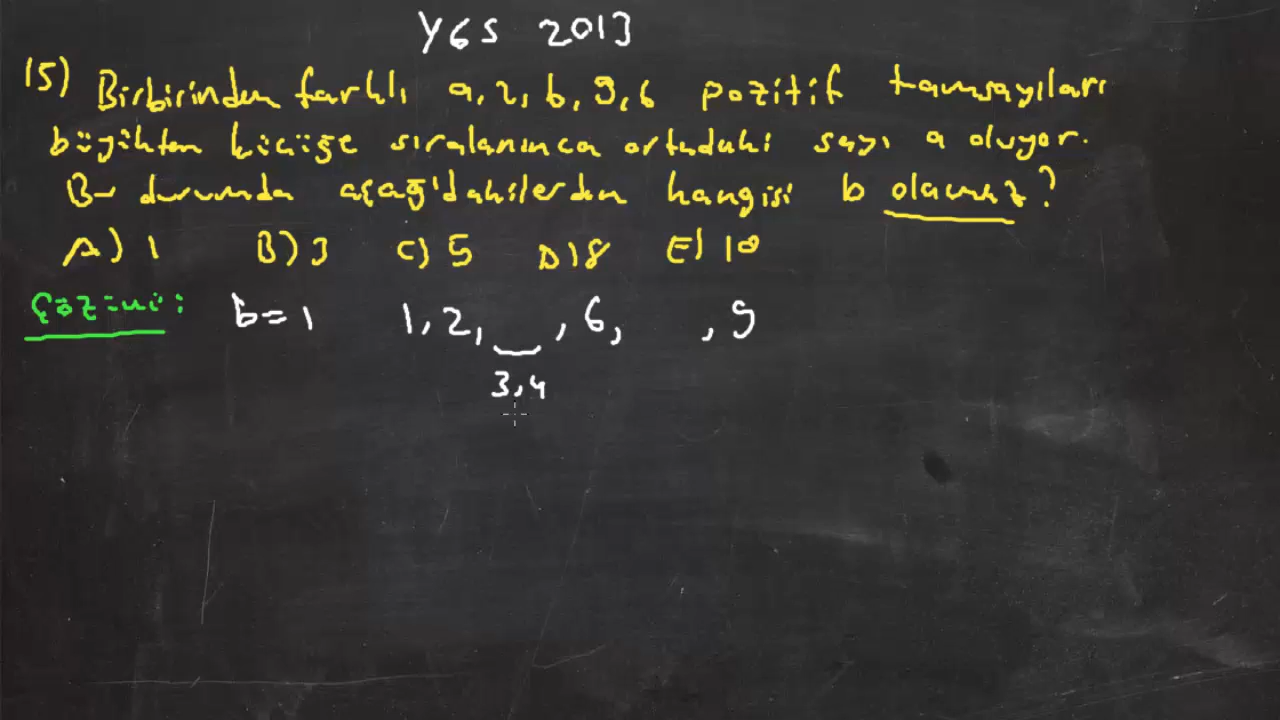 YGS 2013
15) Birbirinden farklı a, 2, b, 9, 6 pozitif tamsayıları
büyükten küçüğe sıralanınca ortadaki sayı a oluyor.
Bu durumda aşağıdakilerden hangisi b olamaz?
A) 1 B) 3 C) 5 D) 8 E) 10
Çözümü: b = 1 1, 2, _ , 6, , 9
3, 4